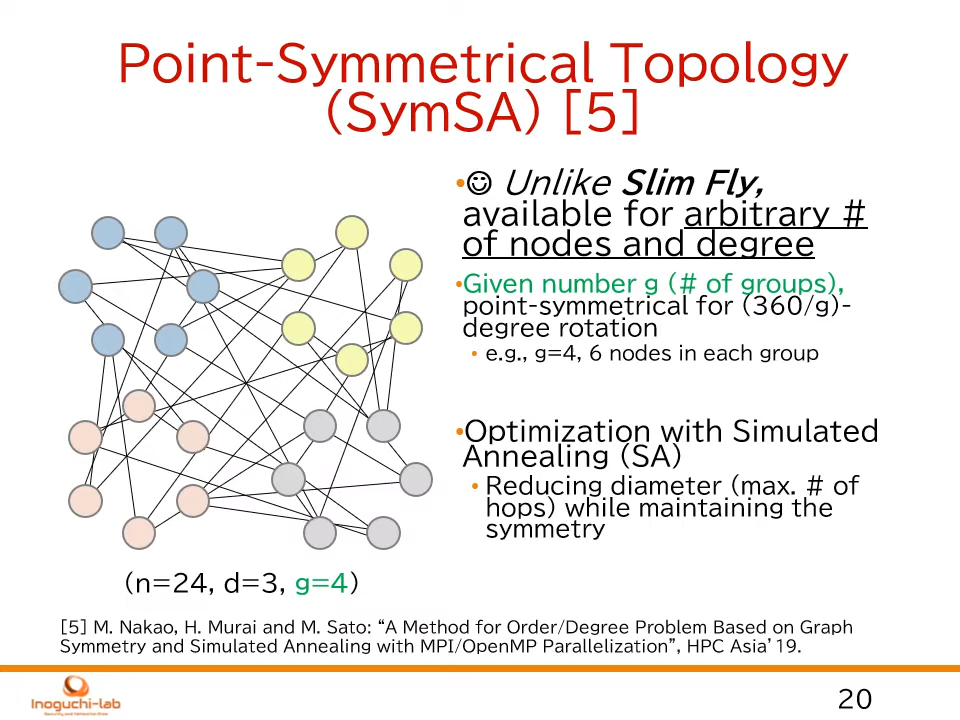 Point-Symmetrical Topology
(SymSA) [5]
•☺ Unlike Slim Fly,
available for arbitrary #
of nodes and degree
•Given number g (# of groups),
point-symmetrical for (360/g)-
degree rotation
• e.g., g=4, 6 nodes in each group
•Optimization with Simulated
Annealing (SA)
• Reducing diameter (max. # of
hops) while maintaining the
symmetry
(n=24, d=3, g=4)
[5] M. Nakao, H. Murai and M. Sato: “A Method for Order/Degree Problem Based on Graph
Symmetry and Simulated Annealing with MPI/OpenMP Parallelization”, HPC Asia’19.
Inoguchi-lab
20